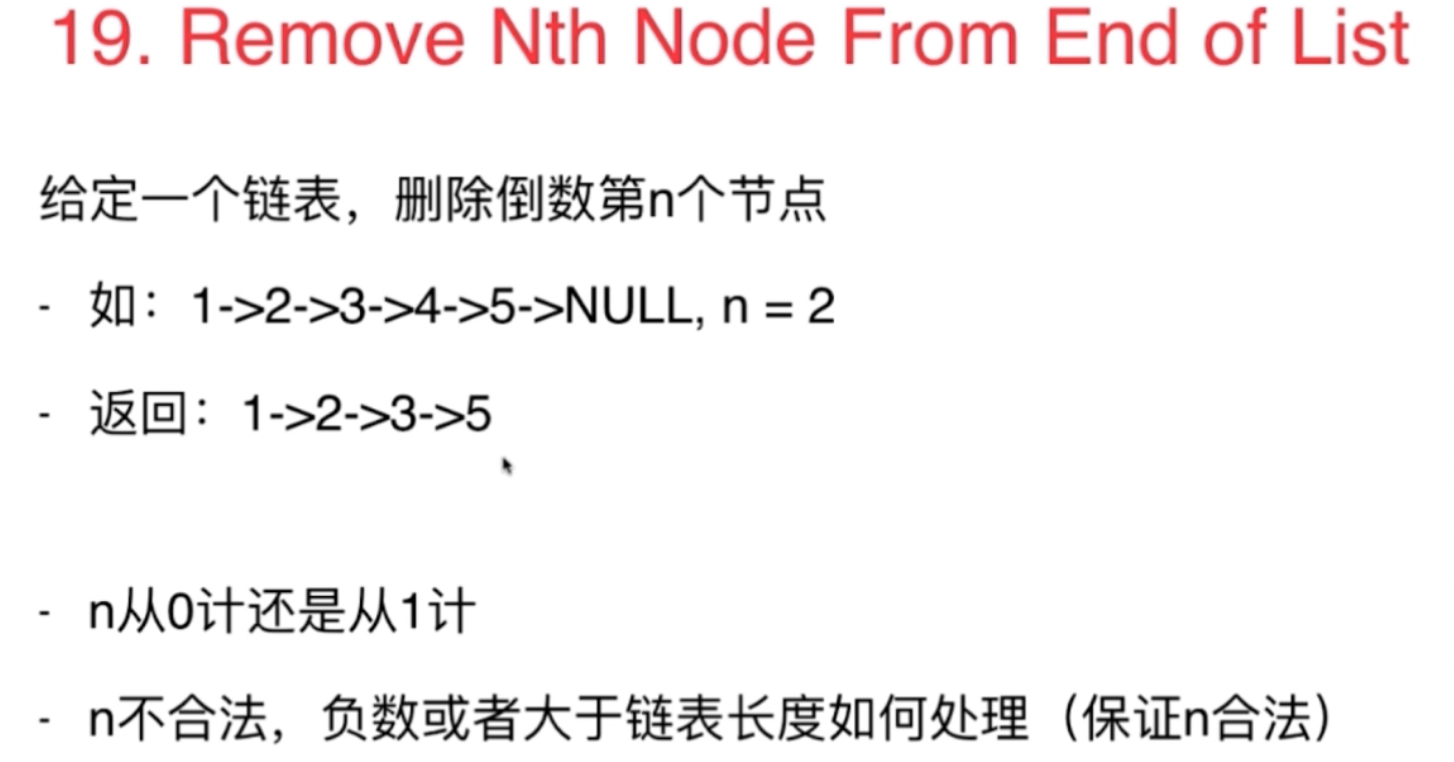 19. Remove Nth Node From End of List
给定一个链表，删除倒数第n个节点
- 如：1->2->3->4->5->NULL, n = 2
- 返回：1->2->3->5
- n从0计还是从1计
- n不合法，负数或者大于链表长度如何处理（保证n合法）